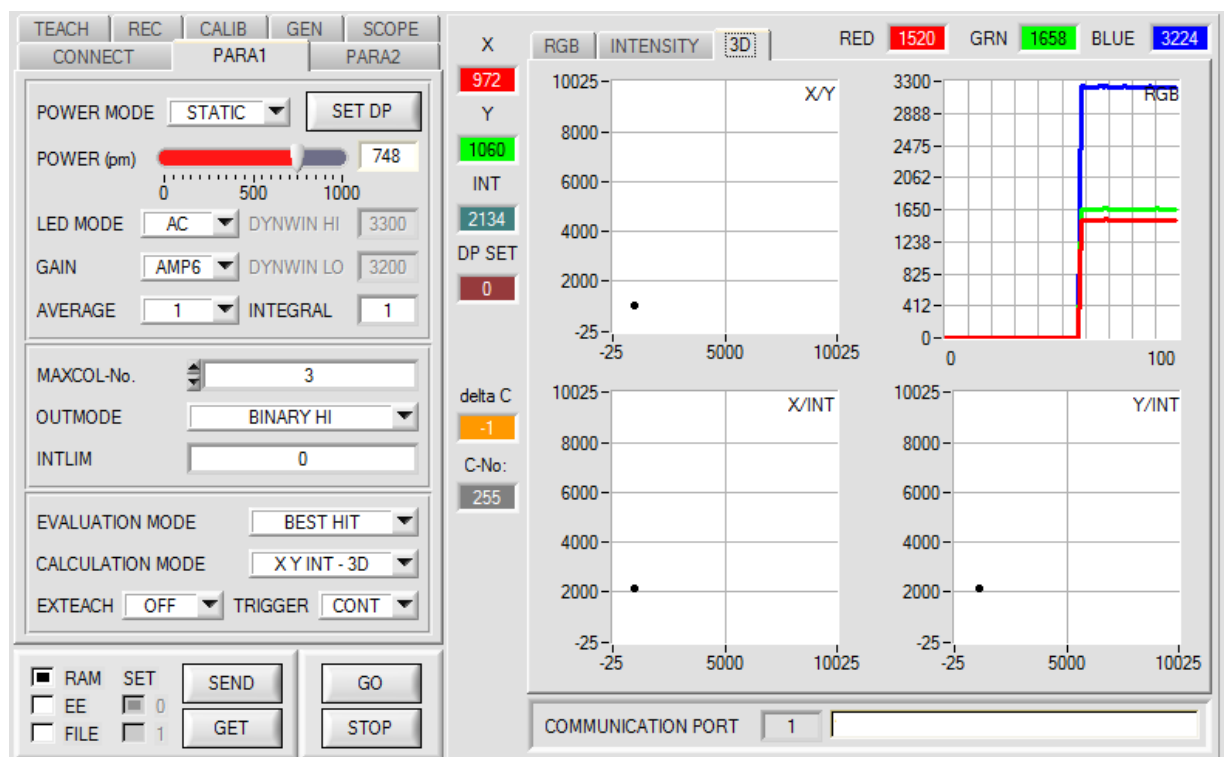 TEACH REC CALIB GEN SCOPE
CONNECT PARA1 PARA2
POWER MODE STATIC SET DP
POWER (pm) 748
0 500 1000
LED MODE AC DYNWIN HI 3300
GAIN AMP6 DYNWIN LO 3200
AVERAGE 1 INTEGRAL 1
MAXCOL-No. 3
OUTMODE BINARY HI
INTLIM 0
EVALUATION MODE BEST HIT
CALCULATION MODE X Y INT - 3D
EXTEACH OFF TRIGGER CONT
RAM SET SEND GO
EE 0
FILE 1 GET STOP
X
972
Y
1060
INT
2134
DP SET
0
delta C
-1
C-No:
255
RGB INTENSITY 3D RED 1520 GRN 1658 BLUE 3224
X/Y
10025
8000
6000
4000
2000
-25
-25 5000 10025
RGB
3300
2888
2475
2062
1650
1238
825
412
0
0 100
X/INT
10025
8000
6000
4000
2000
-25
-25 5000 10025
Y/INT
10025
8000
6000
4000
2000
-25
-25 5000 10025
COMMUNICATION PORT 1